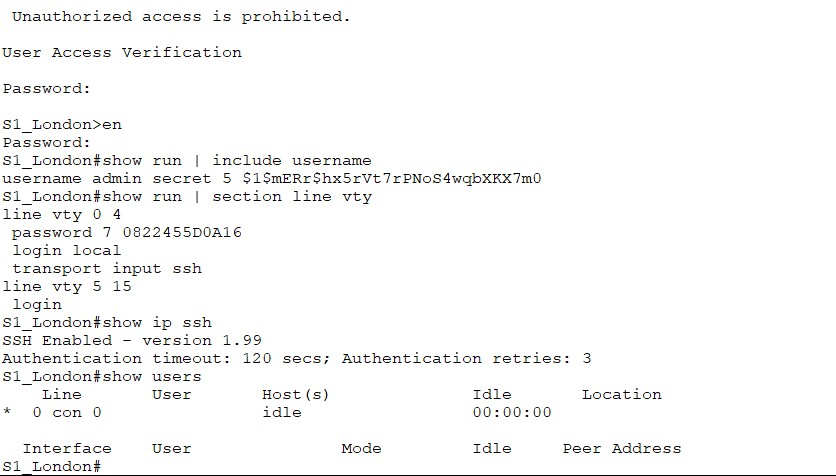 Unauthorized access is prohibited.
User Access Verification
Password:
S1_London>en
Password:
S1_London#show run | include username
username admin secret 5 $1$mERr$hx5rVt7rPNoS4wqbXKX7m0
S1_London#show run | section line vty
line vty 0 4
password 7 0822455D0A16
login local
transport input ssh
line vty 5 15
login
S1_London#show ip ssh
SSH Enabled - version 1.99
Authentication timeout: 120 secs; Authentication retries: 3
S1_London#show users
Line User Host(s) Idle Location
* 0 con 0 idle 00:00:00
Interface User Mode Idle Peer Address
S1_London#